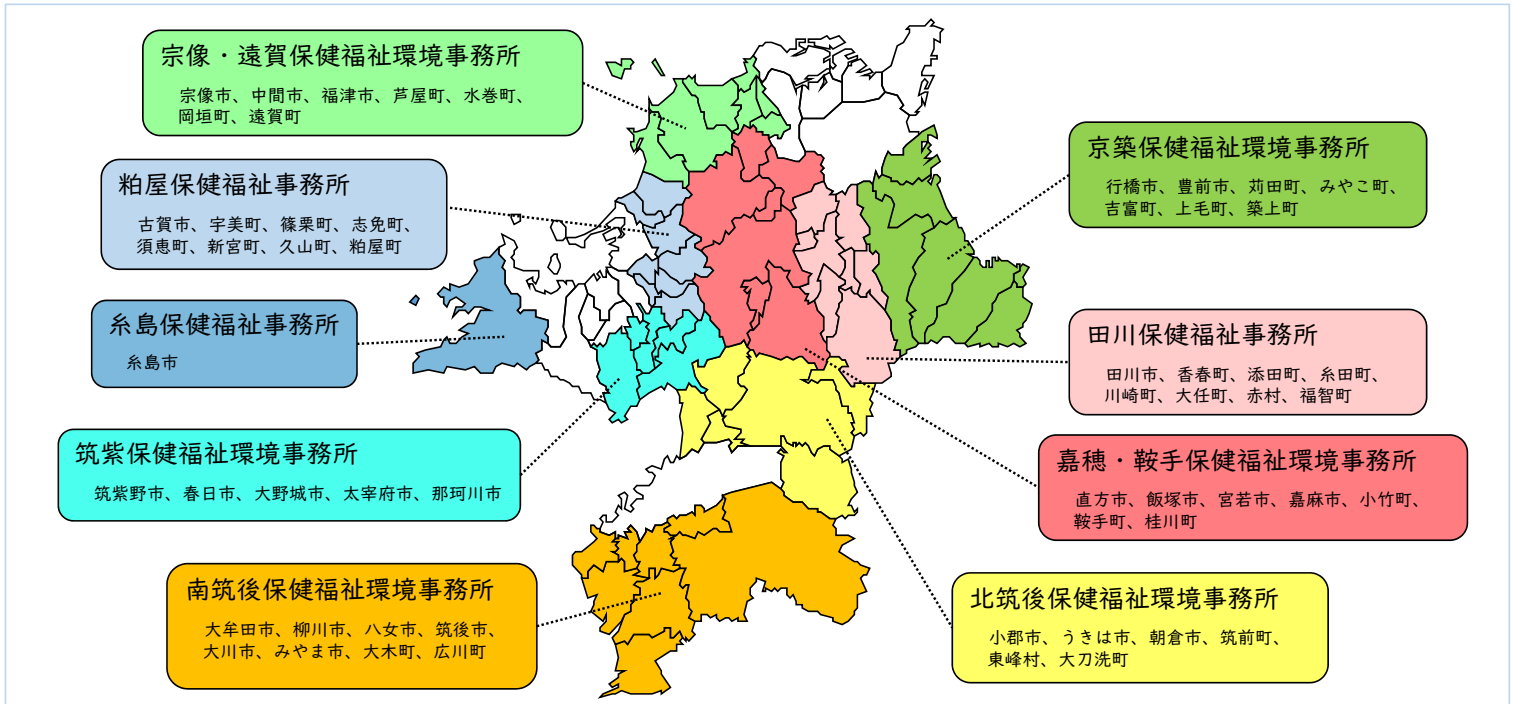 宗像・遠賀保健福祉環境事務所
宗像市、中間市、福津市、芦屋町、水巻町、
岡垣町、遠賀町
粕屋保健福祉事務所
古賀市、宇美町、篠栗町、志免町、
須恵町、新宮町、久山町、粕屋町
糸島保健福祉事務所
糸島市
筑紫保健福祉環境事務所
筑紫野市、春日市、大野城市、太宰府市、那珂川市
南筑後保健福祉環境事務所
大牟田市、柳川市、八女市、筑後市、
大川市、みやま市、大木町、広川町
京築保健福祉環境事務所
行橋市、豊前市、苅田町、みやこ町、
吉富町、上毛町、築上町
田川保健福祉事務所
田川市、香春町、添田町、糸田町、
川崎町、大任町、赤村、福智町
嘉穂・鞍手保健福祉環境事務所
直方市、飯塚市、宮若市、嘉麻市、小竹町、
鞍手町、桂川町
北筑後保健福祉環境事務所
小郡市、うきは市、朝倉市、筑前町、
東峰村、大刀洗町